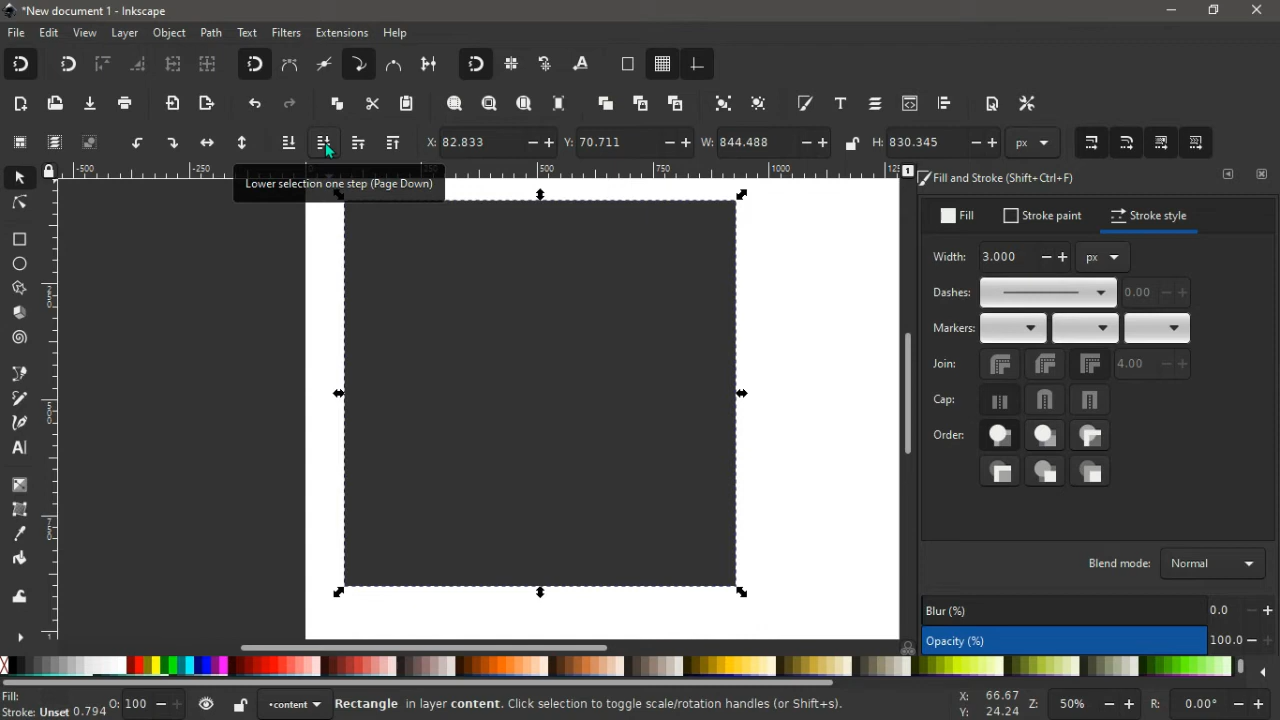 *New document 1 - Inkscape
File Edit View Layer Object Path Text Filters Extensions Help
X: 82.833 Y: 70.711 W: 844.488 H: 830.345 px
Lower selection one step (Page Down)
-500 -250 500 750 1000
1
Fill and Stroke (Shift+Ctrl+F)
Fill Stroke paint Stroke style
Width: 3.000 px
Dashes: 0.00
Markers:
Join: 4.00
Cap:
Order:
Blend mode: Normal
Blur (%) 0.0
Opacity (%) 100.0
Fill:
Stroke: Unset 0.794 O: 100 •content Rectangle in layer content. Click selection to toggle scale/rotation handles (or Shift+s). X: 66.67 Y: 24.24 Z: 50% R: 0.00°